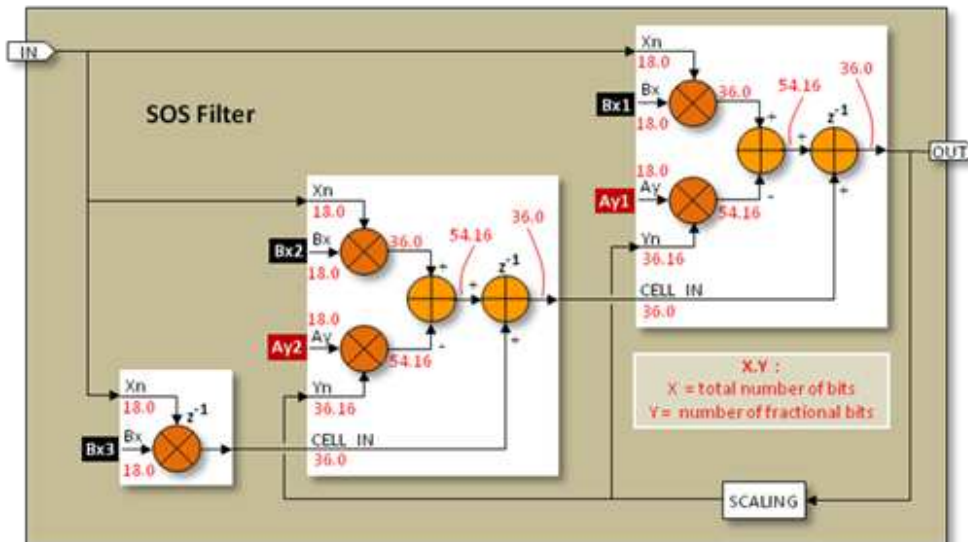 IN
SOS Filter
Xn
18.0
Bx1
Bx
18.0
36.0
54.16
36.0
z-1
+
+
-
+
18.0
Ay1
Ay
54.16
Yn
36.16
CELL IN
36.0
OUT
Xn
18.0
Bx2
Bx
18.0
36.0
54.16
36.0
z-1
+
+
-
+
18.0
Ay2
Ay
54.16
Yn
36.16
CELL IN
36.0
Xn
18.0
z-1
Bx3
Bx
18.0
X.Y :
X = total number of bits
Y = number of fractional bits
SCALING